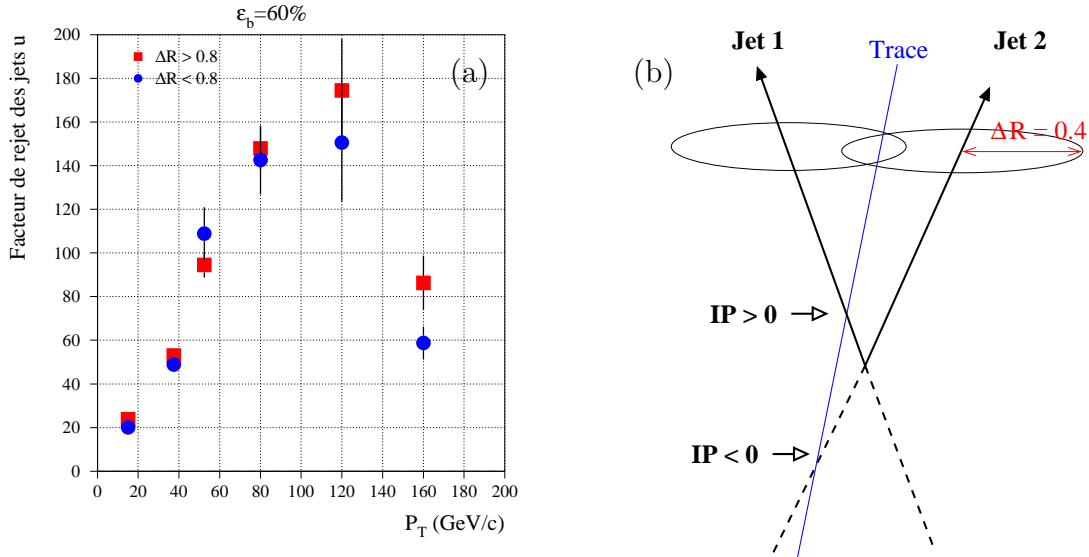 ε_b=60%
Facteur de rejet des jets u
200
180
160
140
120
100
80
60
40
20
0
ΔR > 0.8
ΔR < 0.8
(a)
0 20 40 60 80 100 120 140 160 180 200
P_T (GeV/c)
(b)
Jet 1
Trace
Jet 2
ΔR = 0.4
IP > 0
IP < 0